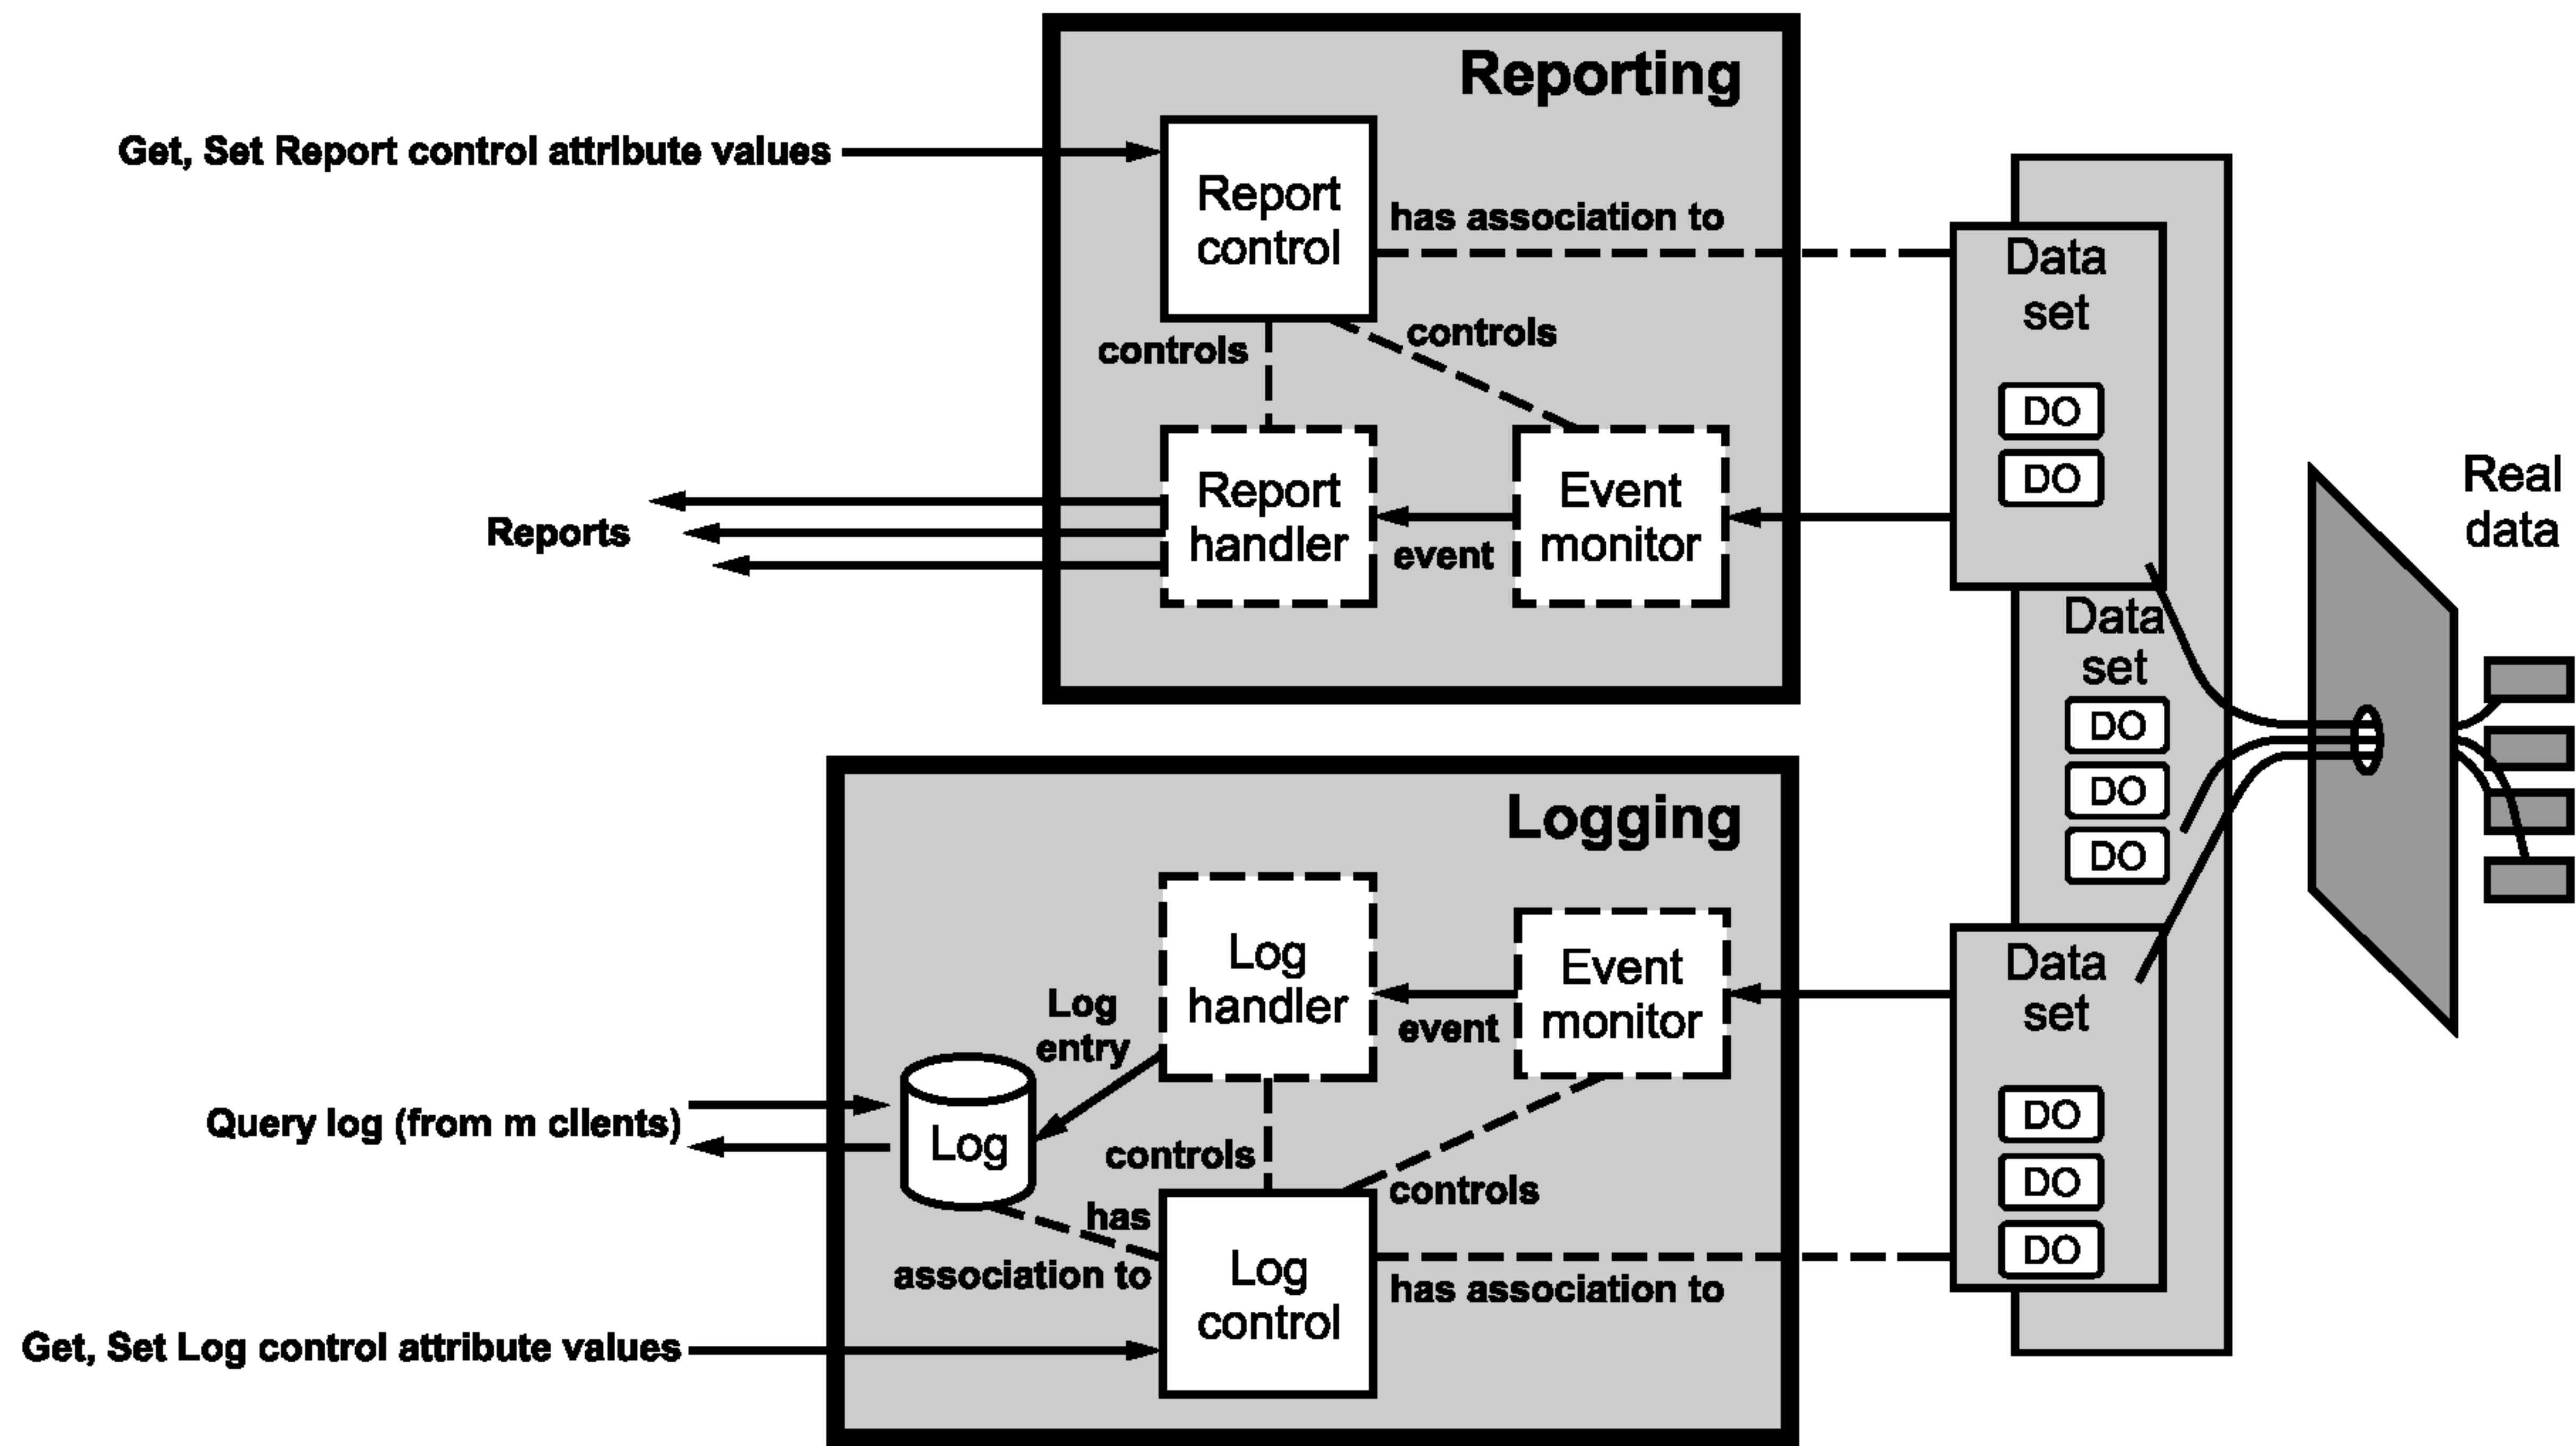 Reporting
Get, Set Report control attribute values
Report
control
has association to
controls
controls
Report
handler
event
Event
monitor
Reports
Data
set
DO
DO
Data
set
DO
DO
DO
Real
data
Logging
Log
handler
event
Event
monitor
Log
entry
Log
Query log (from m clients)
controls
controls
has
association to
Log
control
has association to
Get, Set Log control attribute values
Data
set
DO
DO
DO